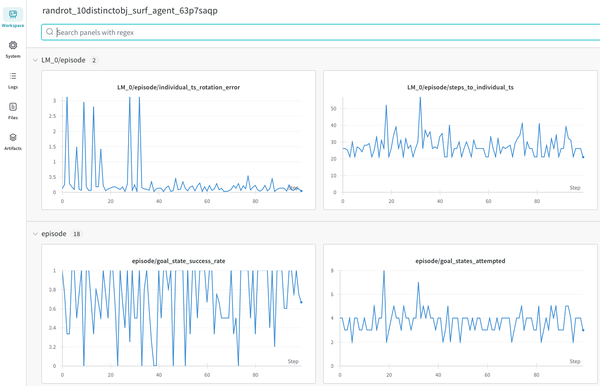 randrot_10distinctobj_surf_agent_63p7saqp
Workspace
Search panels with regex
System
LM_0/episode 2
Logs
LM_0/episode/individual_ts_rotation_error
3
2.5
2
1.5
1
0.5
0
0 20 40 60 80
LM_0/episode/steps_to_individual_ts
50
40
30
20
10
0
Step
0 20 40 60 80
Files
Artifacts
episode 18
episode/goal_state_success_rate
1
0.8
0.6
0.4
0.2
0
Step
0 20 40 60 80
episode/goal_states_attempted
8
6
4
2
0
Step
0 20 40 60 80